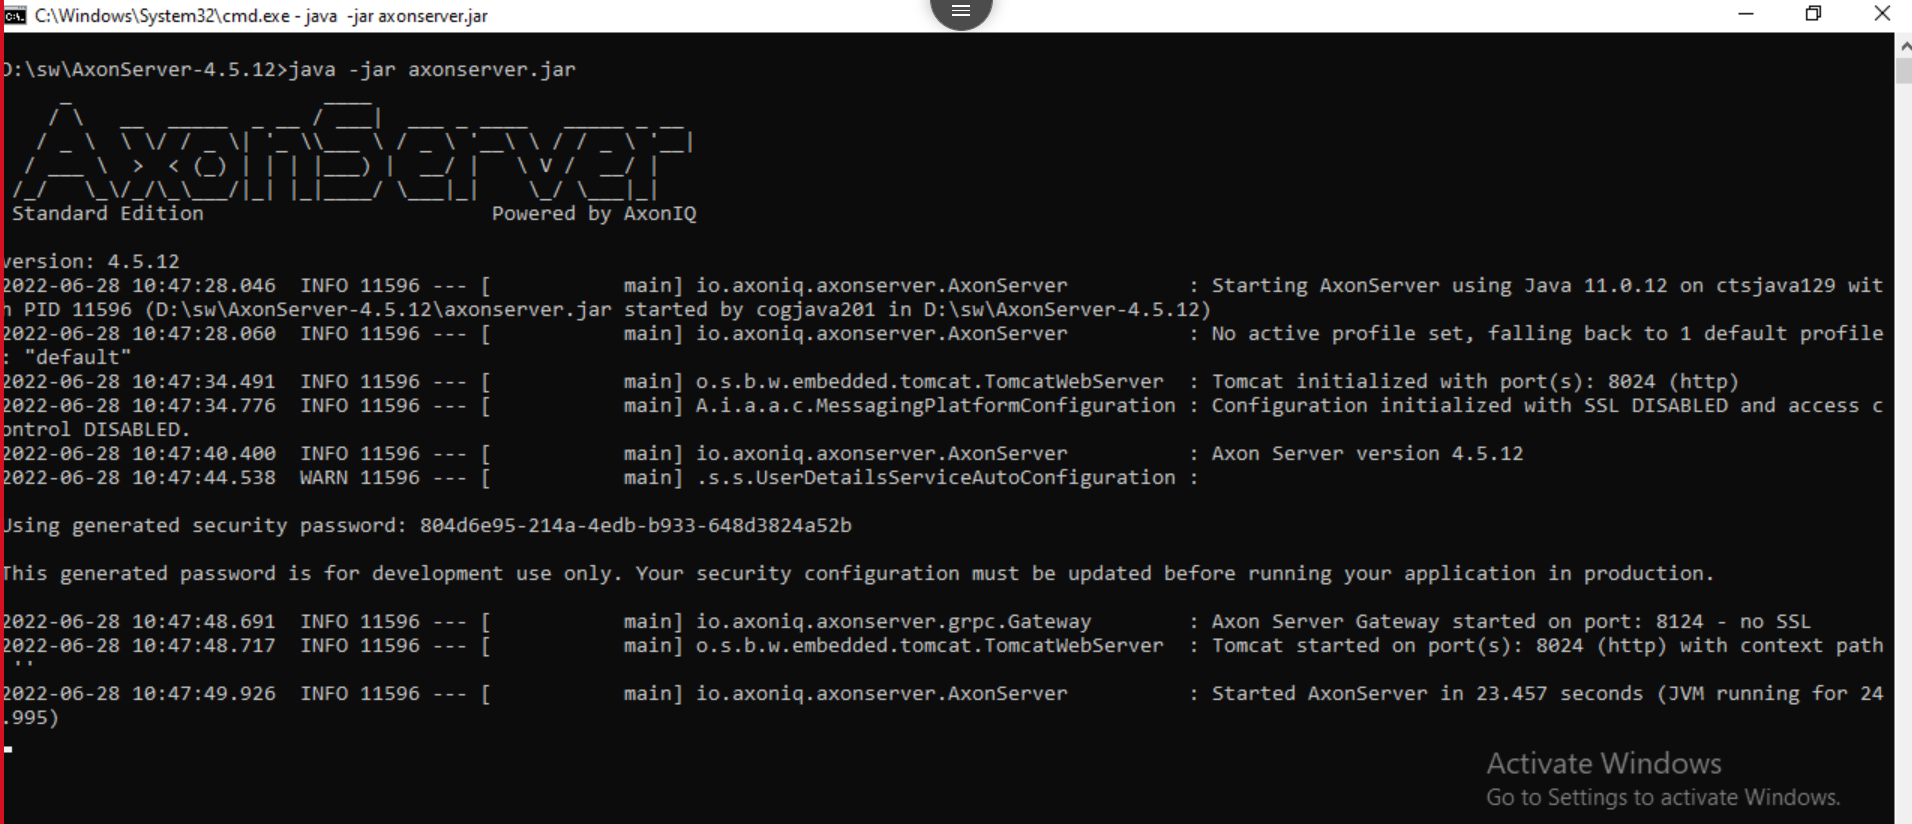 C:\Windows\System32\cmd.exe - java  -jar axonserver.jar
D:\sw\AxonServer-4.5.12>java -jar axonserver.jar
AxonServer
Standard Edition                        Powered by AxonIQ
version: 4.5.12
2022-06-28 10:47:28.046  INFO 11596 --- [           main] io.axoniq.axonserver.AxonServer          : Starting AxonServer using Java 11.0.12 on ctsjava129 wit
h PID 11596 (D:\sw\AxonServer-4.5.12\axonserver.jar started by cogjava201 in D:\sw\AxonServer-4.5.12)
2022-06-28 10:47:28.060  INFO 11596 --- [           main] io.axoniq.axonserver.AxonServer          : No active profile set, falling back to 1 default profile
: "default"
2022-06-28 10:47:34.491  INFO 11596 --- [           main] o.s.b.w.embedded.tomcat.TomcatWebServer  : Tomcat initialized with port(s): 8024 (http)
2022-06-28 10:47:34.776  INFO 11596 --- [           main] A.i.a.a.c.MessagingPlatformConfiguration : Configuration initialized with SSL DISABLED and access c
ontrol DISABLED.
2022-06-28 10:47:40.400  INFO 11596 --- [           main] io.axoniq.axonserver.AxonServer          : Axon Server version 4.5.12
2022-06-28 10:47:44.538  WARN 11596 --- [           main] .s.s.UserDetailsServiceAutoConfiguration :
Using generated security password: 804d6e95-214a-4edb-b933-648d3824a52b
This generated password is for development use only. Your security configuration must be updated before running your application in production.
2022-06-28 10:47:48.691  INFO 11596 --- [           main] io.axoniq.axonserver.grpc.Gateway        : Axon Server Gateway started on port: 8124 - no SSL
2022-06-28 10:47:48.717  INFO 11596 --- [           main] o.s.b.w.embedded.tomcat.TomcatWebServer  : Tomcat started on port(s): 8024 (http) with context path
 ''
2022-06-28 10:47:49.926  INFO 11596 --- [           main] io.axoniq.axonserver.AxonServer          : Started AxonServer in 23.457 seconds (JVM running for 24
.995)
Activate Windows
Go to Settings to activate Windows.